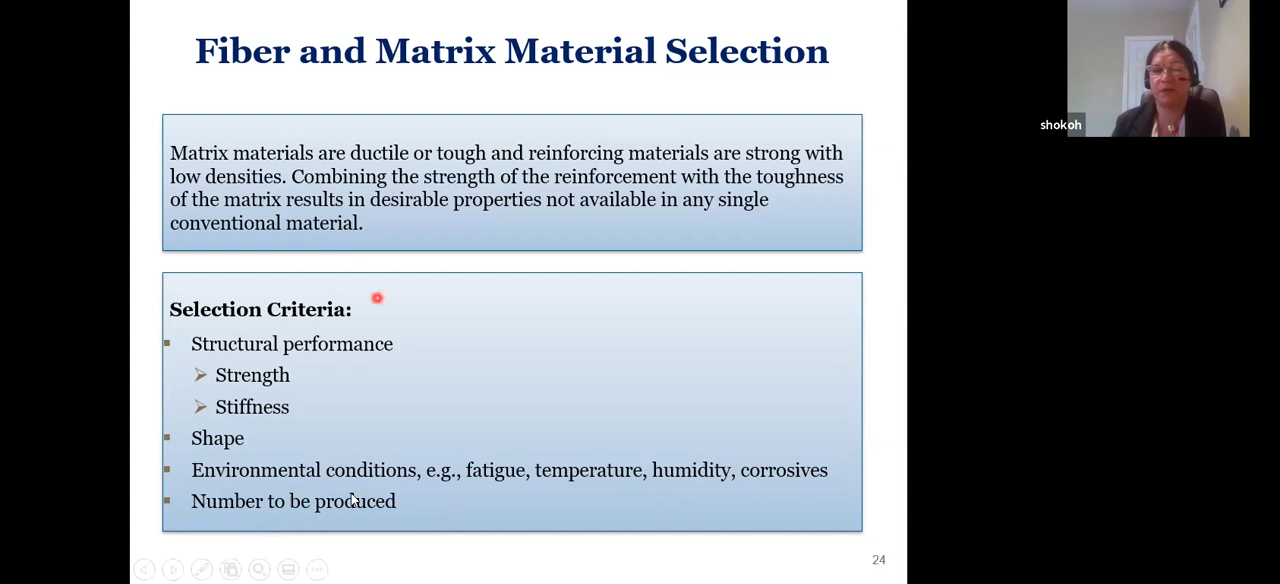 Fiber and Matrix Material Selection
shokoh
Matrix materials are ductile or tough and reinforcing materials are strong with
low densities. Combining the strength of the reinforcement with the toughness
of the matrix results in desirable properties not available in any single
conventional material.
Selection Criteria:
Structural performance
Strength
Stiffness
Shape
Environmental conditions, e.g., fatigue, temperature, humidity, corrosives
Number to be produced
24